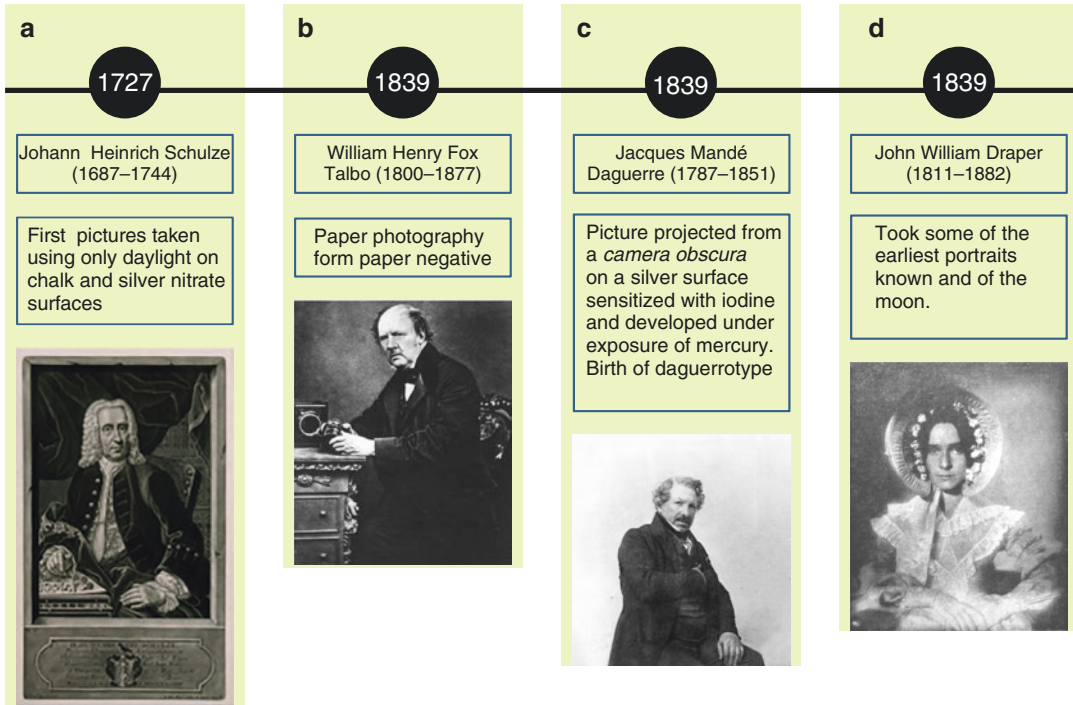 a
1727
Johann Heinrich Schulze
(1687–1744)
First pictures taken
using only daylight on
chalk and silver nitrate
surfaces
b
1839
William Henry Fox
Talbo (1800–1877)
Paper photography
form paper negative
c
1839
Jacques Mandé
Daguerre (1787–1851)
Picture projected from
a camera obscura
on a silver surface
sensitized with iodine
and developed under
exposure of mercury.
Birth of daguerrotype
d
1839
John William Draper
(1811–1882)
Took some of the
earliest portraits
known and of the
moon.